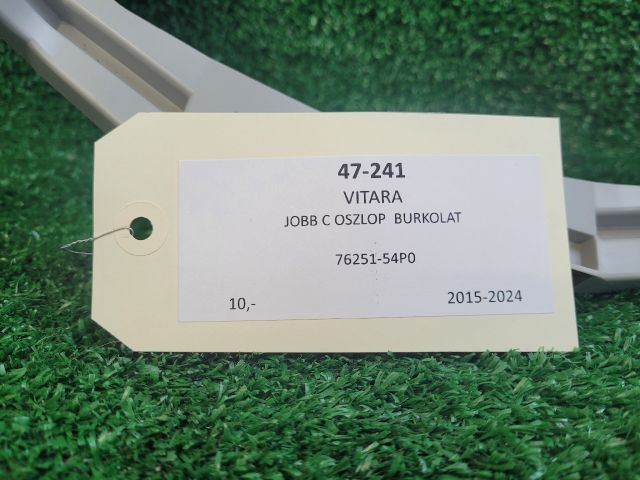 47-241
VITARA
JOBB C OSZLOP BURKOLAT
76251-54P0
10,- 2015-2024